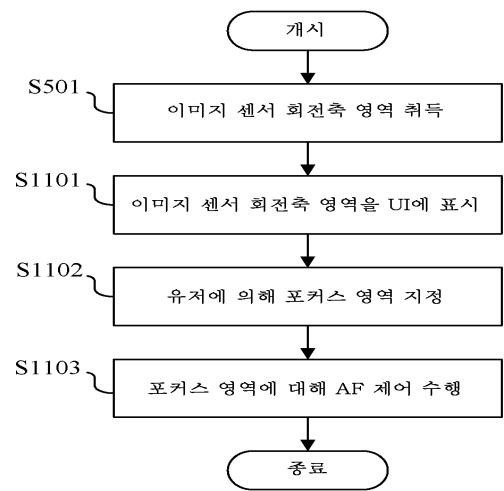 개시
S501
이미지 센서 회전축 영역 취득
S1101
이미지 센서 회전축 영역을 UI에 표시
S1102
유저에 의해 포커스 영역 지정
S1103
포커스 영역에 대해 AF 제어 수행
종료